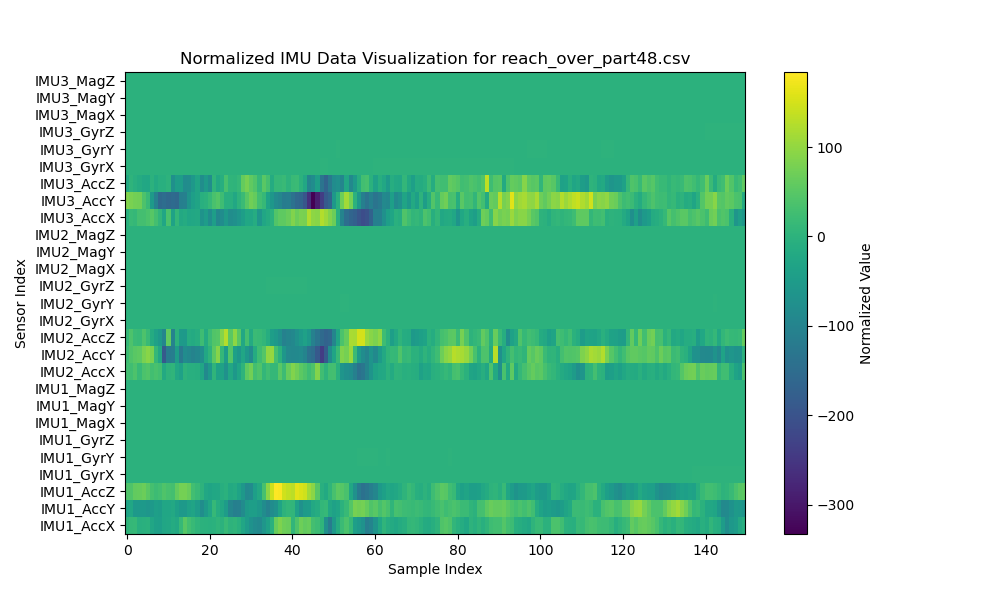 Normalized IMU Data Visualization for reach_over_part48.csv
IMU3_MagZ
IMU3_MagY
IMU3_MagX
IMU3_GyrZ
IMU3_GyrY
IMU3_GyrX
IMU3_AccZ
IMU3_AccY
IMU3_AccX
IMU2_MagZ
IMU2_MagY
IMU2_MagX
IMU2_GyrZ
IMU2_GyrY
IMU2_GyrX
IMU2_AccZ
IMU2_AccY
IMU2_AccX
IMU1_MagZ
IMU1_MagY
IMU1_MagX
IMU1_GyrZ
IMU1_GyrY
IMU1_GyrX
IMU1_AccZ
IMU1_AccY
IMU1_AccX
Sensor Index
0 20 40 60 80 100 120 140
Sample Index
100
0
−100
−200
−300
Normalized Value